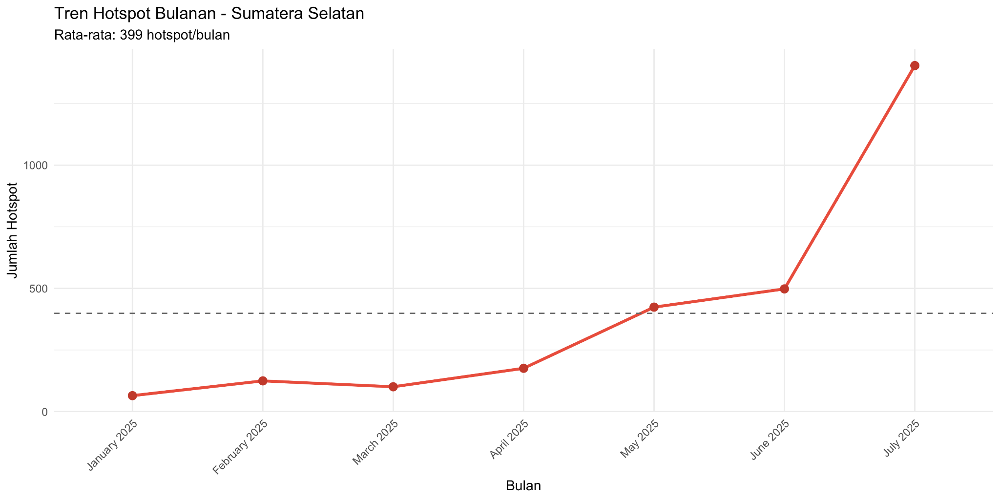 Tren Hotspot Bulanan - Sumatera Selatan
Rata-rata: 399 hotspot/bulan
Jumlah Hotspot
1000
500
0
January 2025
February 2025
March 2025
April 2025
May 2025
June 2025
July 2025
Bulan